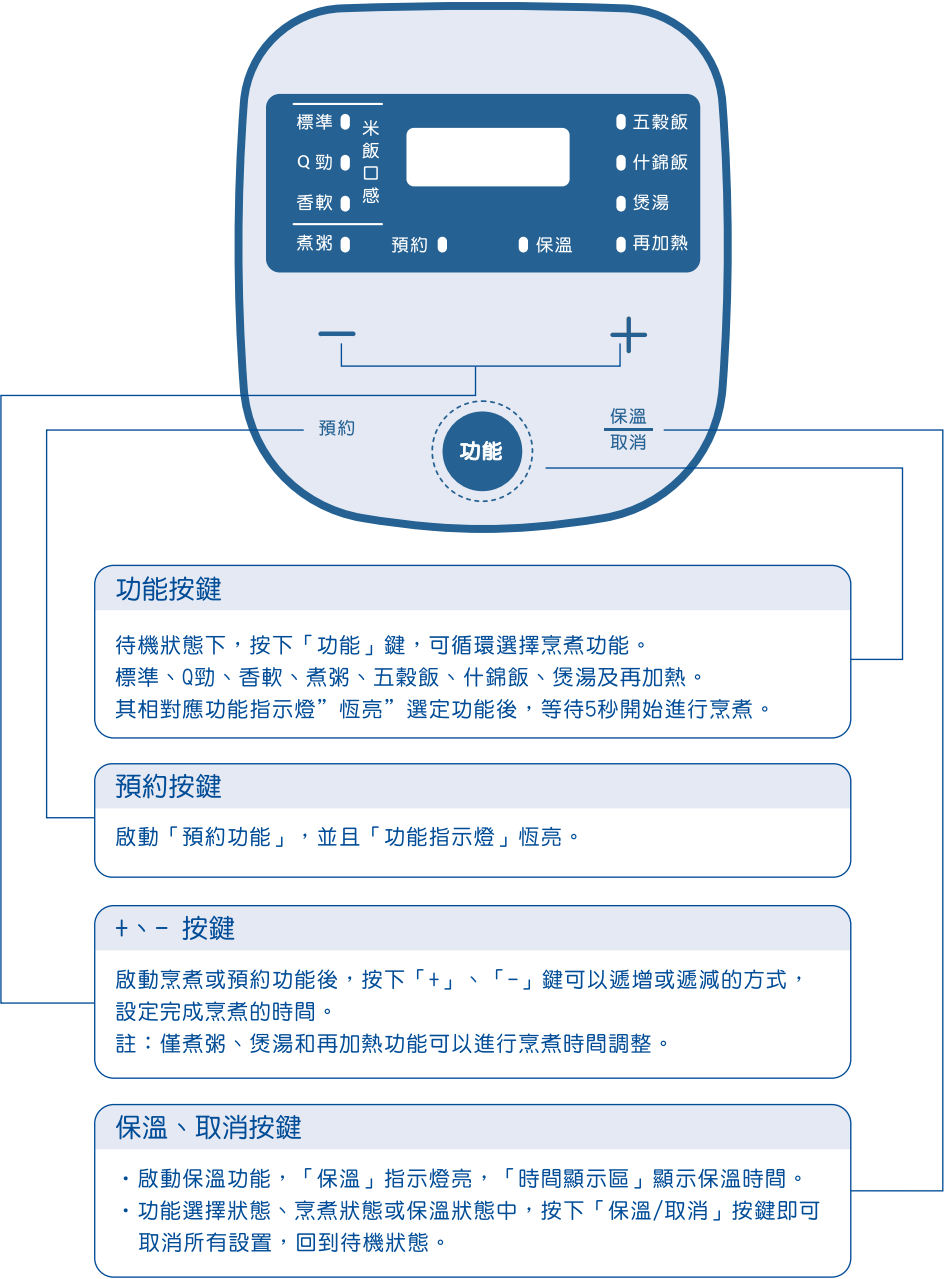 標準
Q 勁
香軟
煮粥
米飯口感
預約
保溫
五穀飯
什錦飯
煲湯
再加熱
−
+
預約
功能
保溫
取消
功能按鍵
待機狀態下，按下「功能」鍵，可循環選擇烹煮功能。
標準、Q勁、香軟、煮粥、五穀飯、什錦飯、煲湯及再加熱。
其相對應功能指示燈”恆亮”選定功能後，等待5秒開始進行烹煮。
預約按鍵
啟動「預約功能」，並且「功能指示燈」恆亮。
+、− 按鍵
啟動烹煮或預約功能後，按下「+」、「−」鍵可以遞增或遞減的方式，
設定完成烹煮的時間。
註：僅煮粥、煲湯和再加熱功能可以進行烹煮時間調整。
保溫、取消按鍵
・啟動保溫功能，「保溫」指示燈亮，「時間顯示區」顯示保溫時間。
・功能選擇狀態、烹煮狀態或保溫狀態中，按下「保溫/取消」按鍵即可
取消所有設置，回到待機狀態。